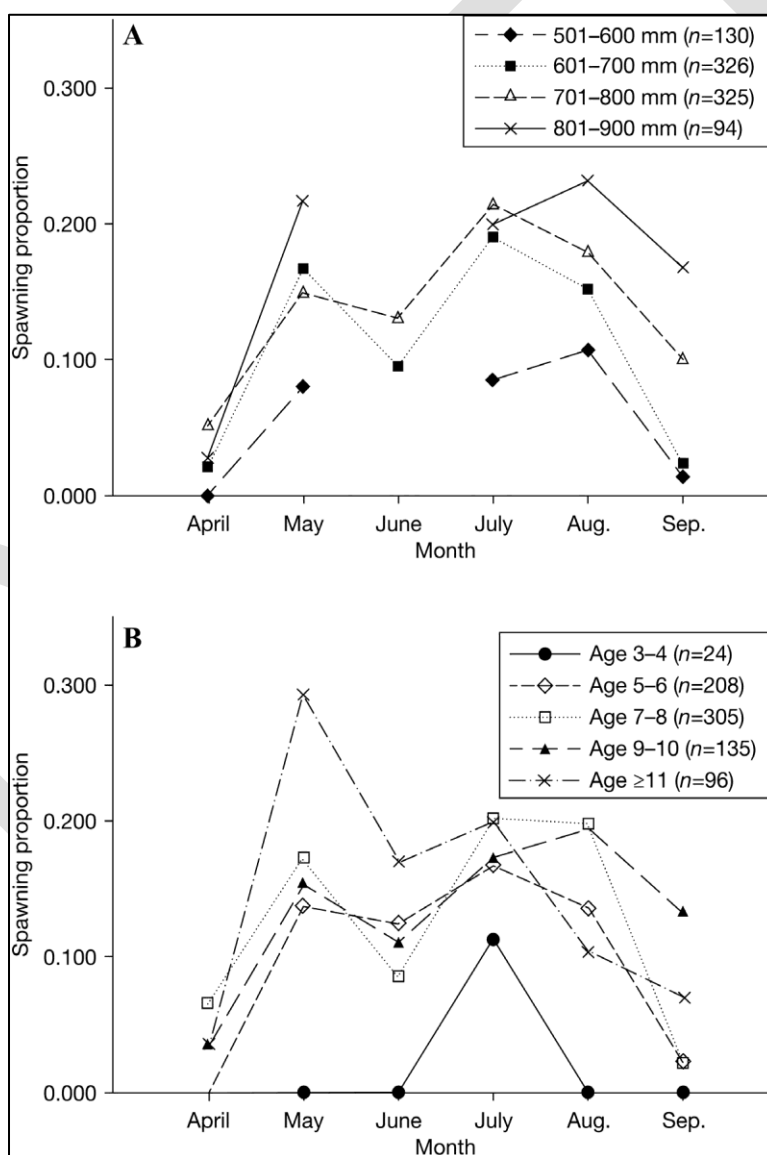 A
501–600 mm (n=130)
601–700 mm (n=326)
701–800 mm (n=325)
801–900 mm (n=94)
0.300
0.200
0.100
0.000
Spawning proportion
April May June July Aug. Sep.
Month
B
Age 3–4 (n=24)
Age 5–6 (n=208)
Age 7–8 (n=305)
Age 9–10 (n=135)
Age ≥11 (n=96)
0.300
0.200
0.100
0.000
Spawning proportion
April May June July Aug. Sep.
Month